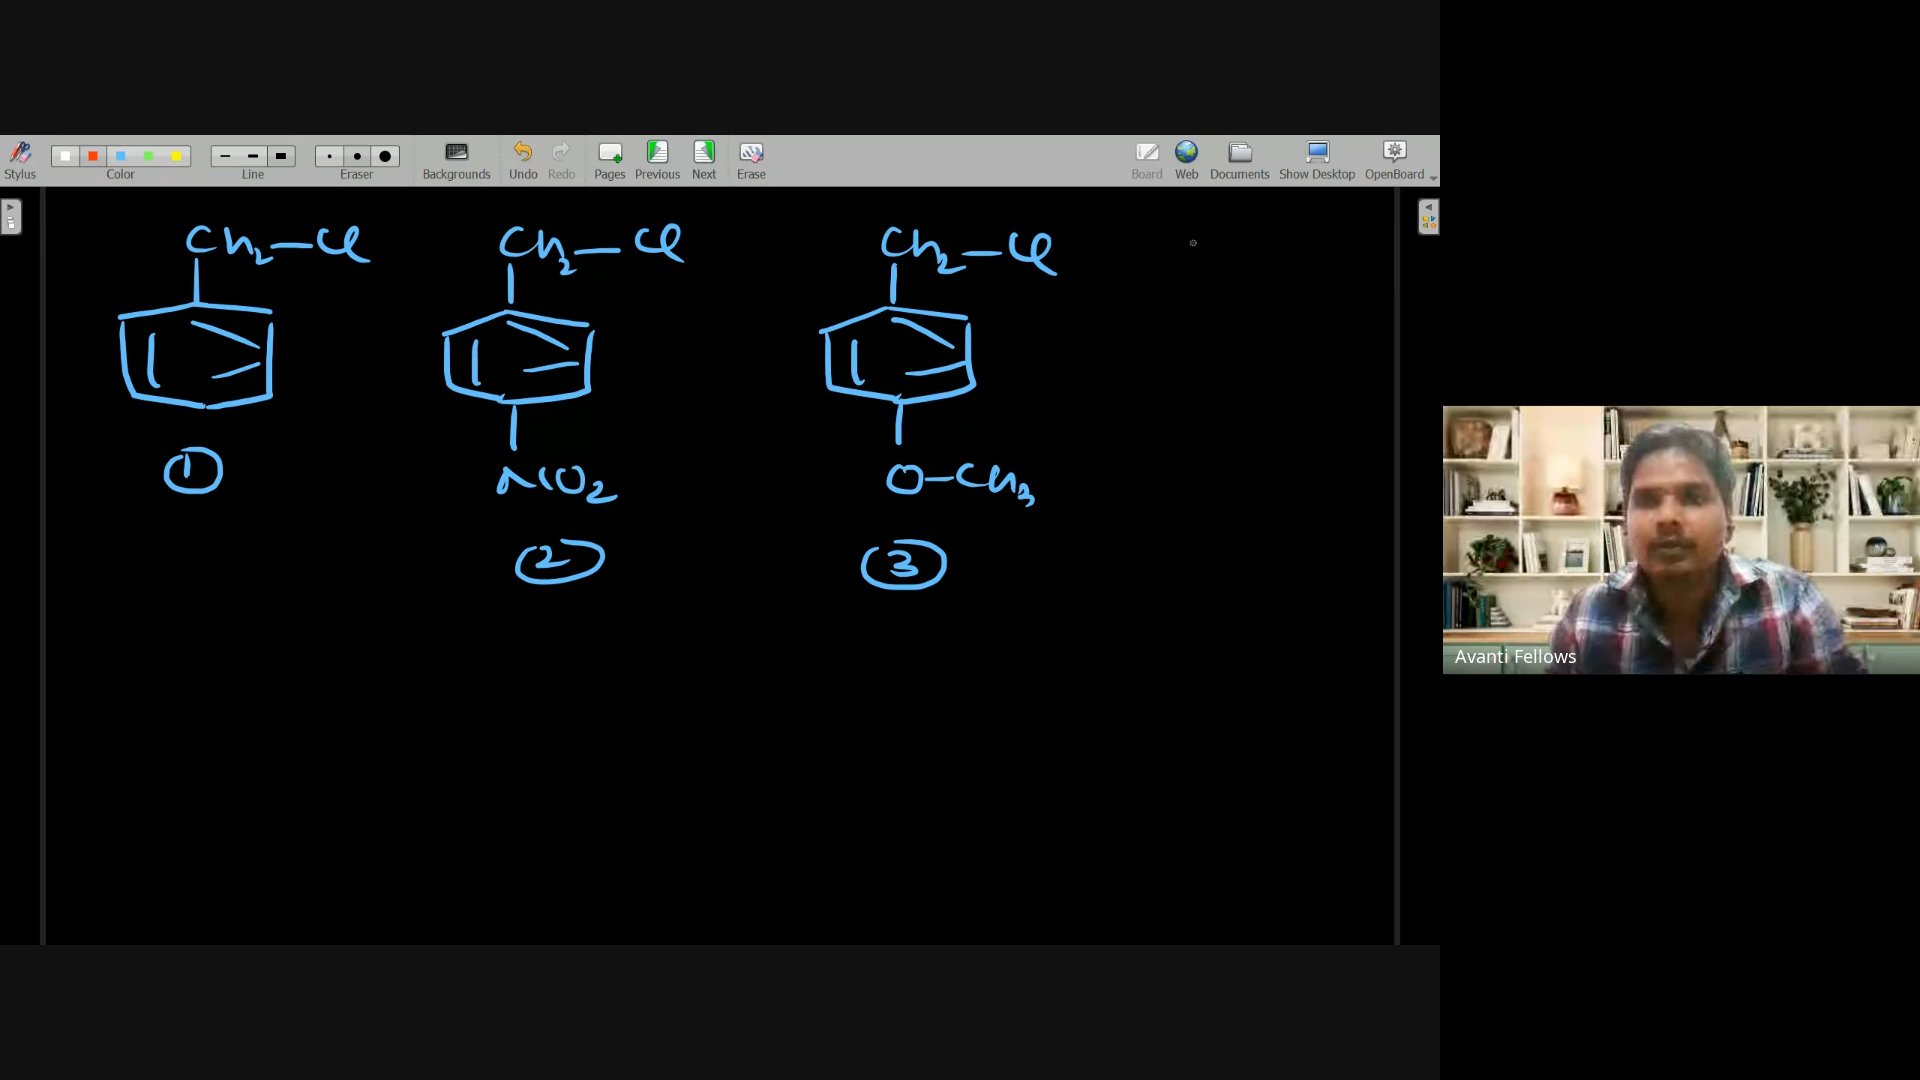 Stylus Color Line Eraser Backgrounds Undo Redo Pages Previous Next Erase Board Web Documents Show Desktop OpenBoard
CH2-Cl CH2-Cl CH2-Cl
NO2 O-CH3
1
2 3
Avanti Fellows